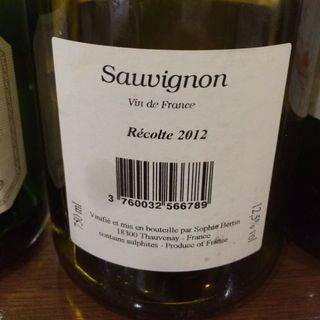 Sauvignon
Vin de France
Récolte 2012
3 760032 566789
750 ml
12,5% vol
Vinifié et mis en bouteille par Sophie Bertin
18300 Thauvenay - France
contains sulphites - Produce of France